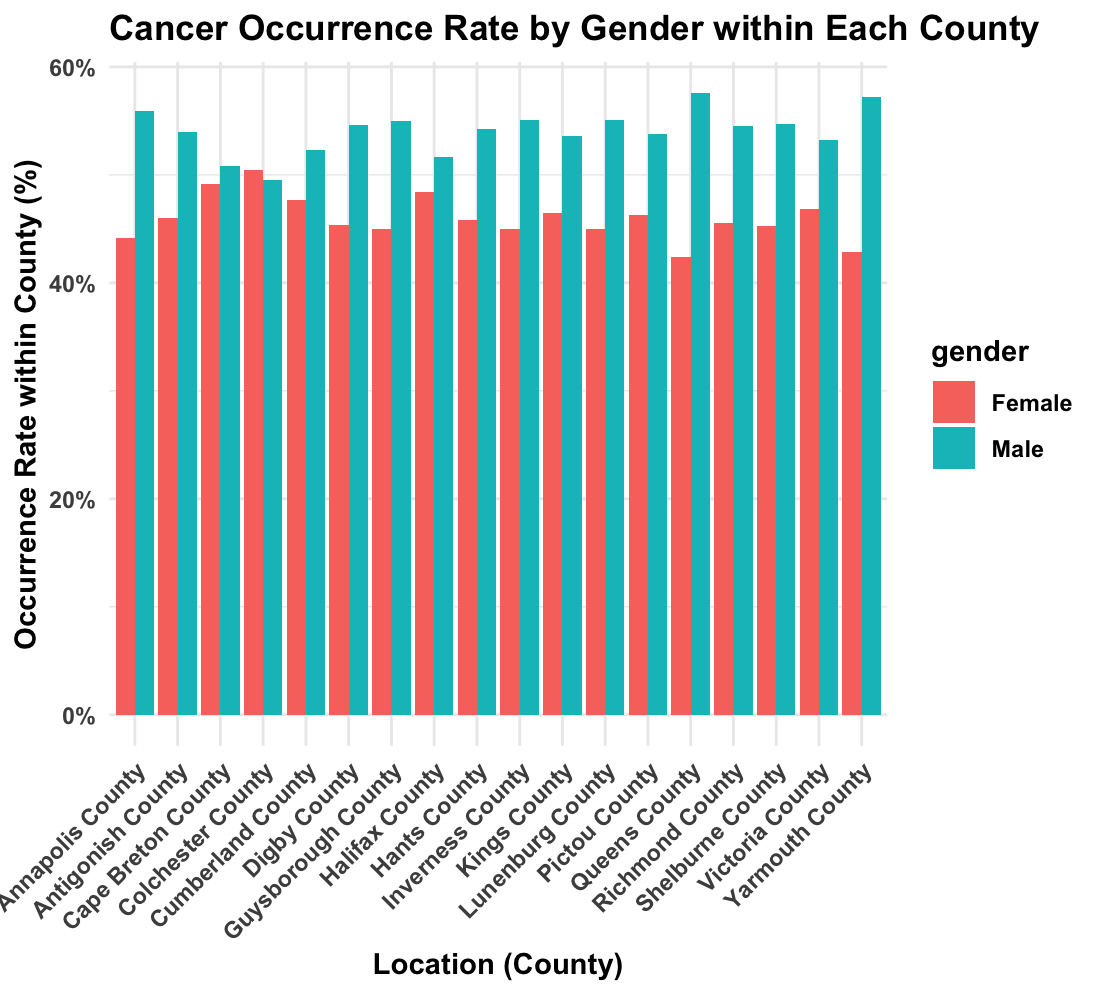 Cancer Occurrence Rate by Gender within Each County
Occurrence Rate within County (%)
60%
40%
20%
0%
Annapolis County
Antigonish County
Cape Breton County
Colchester County
Cumberland County
Digby County
Guysborough County
Halifax County
Hants County
Inverness County
Kings County
Lunenburg County
Pictou County
Queens County
Richmond County
Shelburne County
Victoria County
Yarmouth County
Location (County)
gender
Female
Male